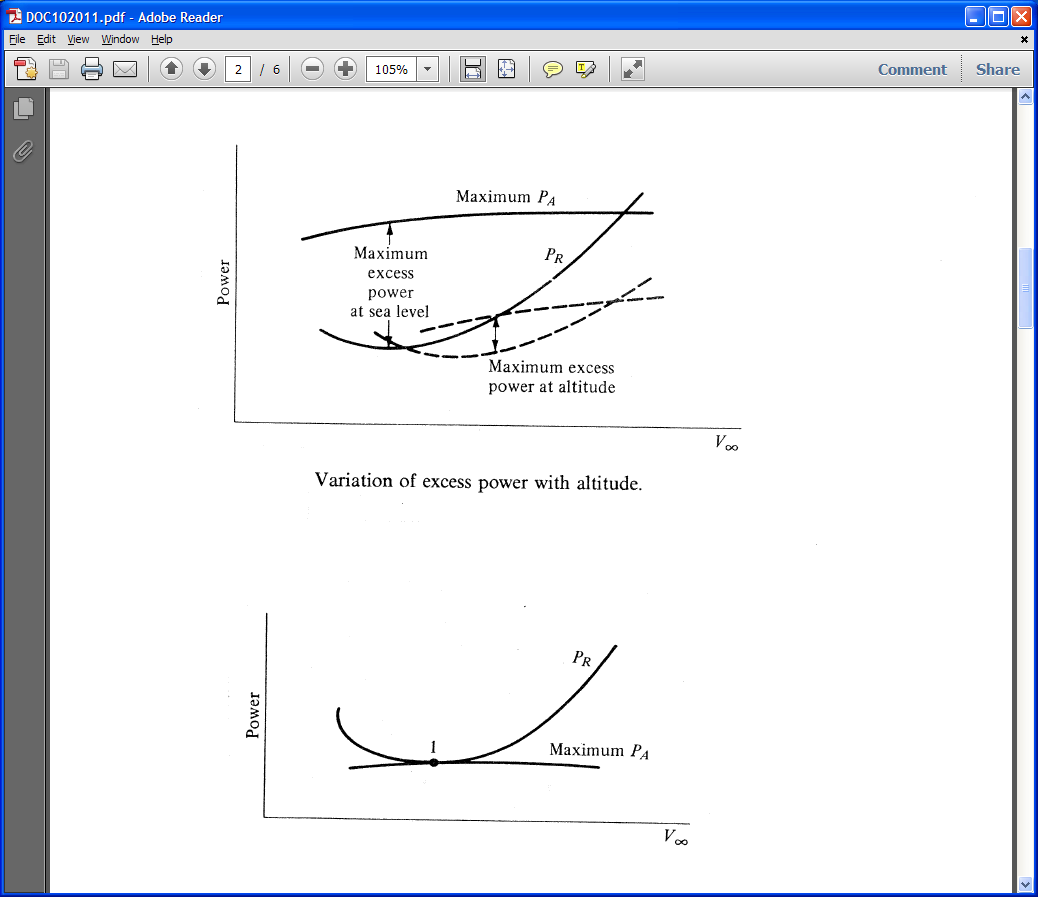 DOC102011.pdf - Adobe Reader
File Edit View Window Help
2 / 6 105% Comment Share
Maximum P_A
P_R
Maximum
excess
power
at sea level
Power
Maximum excess
power at altitude
V∞
Variation of excess power with altitude.
P_R
Power
1
Maximum P_A
V∞